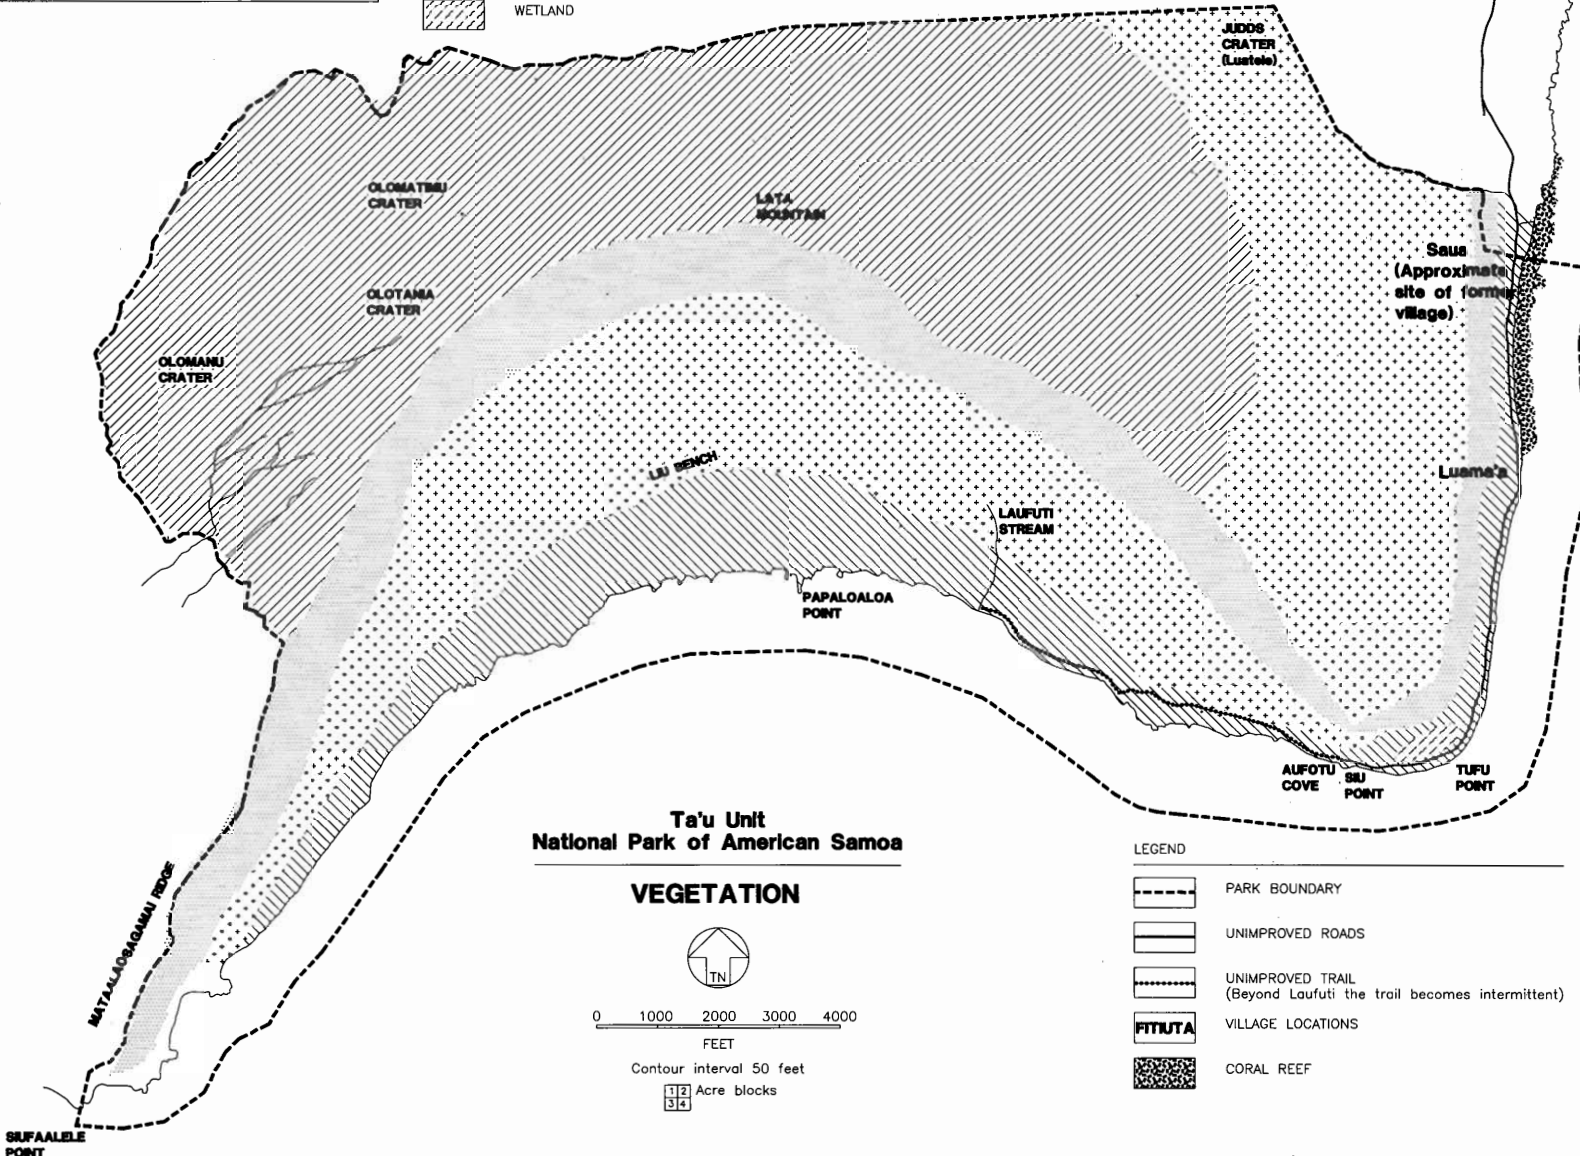 WETLAND
JUDDS
CRATER
(Luatele)
OLOMATIMU
CRATER
LATA
MOUNTAIN
Saua
(Approximate
site of former
village)
OLOTANIA
CRATER
OLOMANU
CRATER
LIU BENCH
Luama'a
LAUFUTI
STREAM
PAPALOALOA
POINT
AUFOTU
COVE
SIU
POINT
TUFU
POINT
MATAALAOSAGAMAI RIDGE
SIUFAALELE
POINT
Ta'u Unit
National Park of American Samoa
VEGETATION
TN
0 1000 2000 3000 4000
FEET
Contour interval 50 feet
1 2 Acre blocks
3 4
LEGEND
PARK BOUNDARY
UNIMPROVED ROADS
UNIMPROVED TRAIL
(Beyond Laufuti the trail becomes intermittent)
FITIUTA VILLAGE LOCATIONS
CORAL REEF